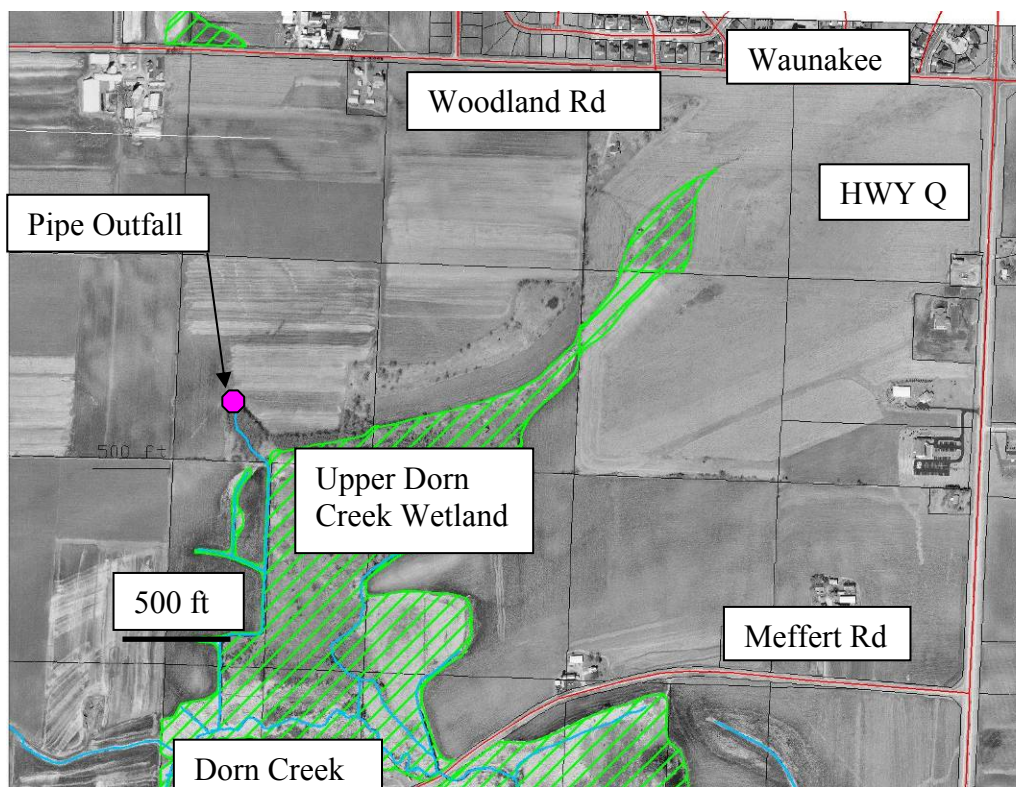 Waunakee
Woodland Rd
HWY Q
Pipe Outfall
500 ft
Upper Dorn
Creek Wetland
500 ft
Meffert Rd
Dorn Creek